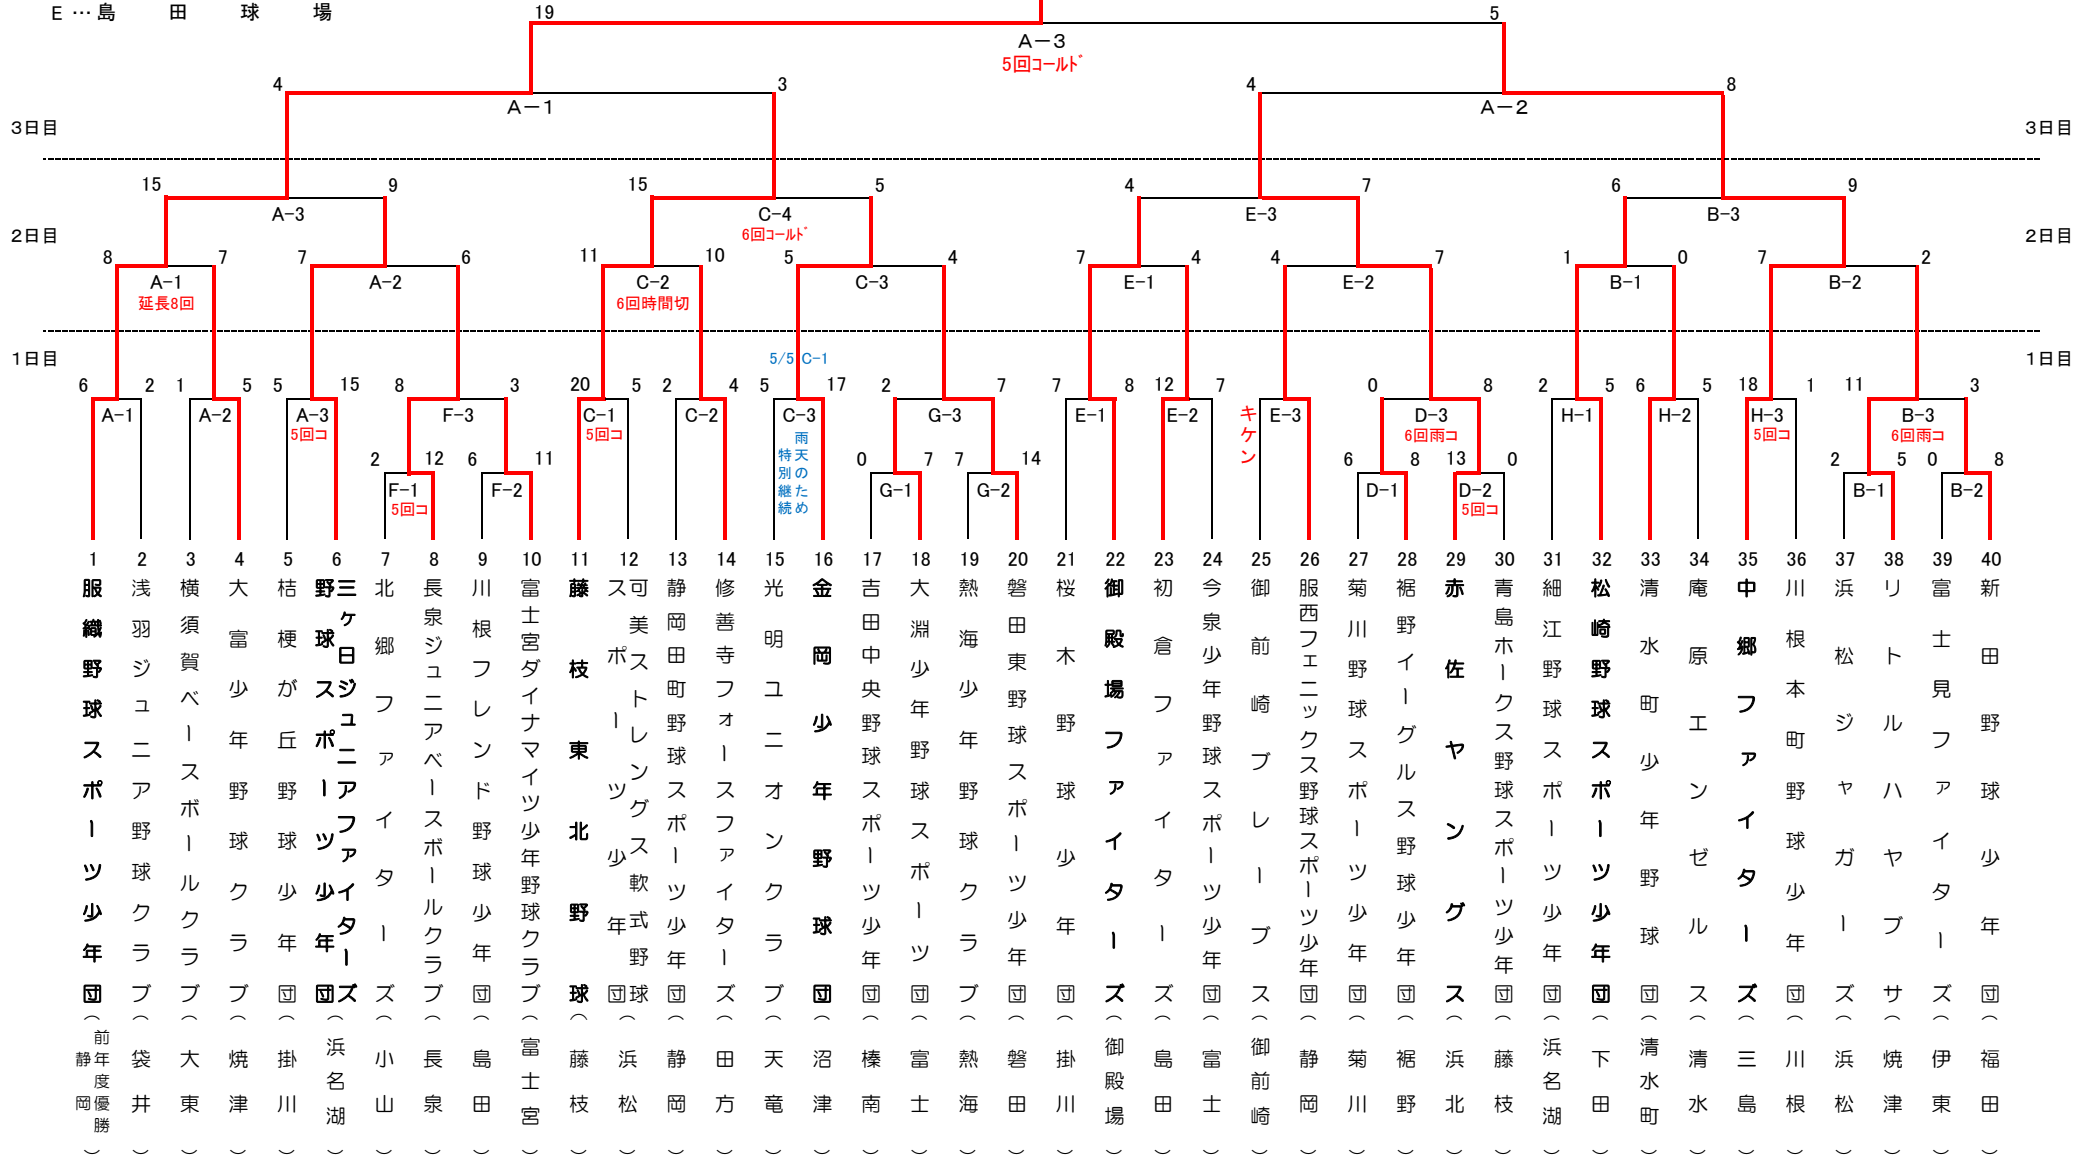 E … 島田球場
19 5
A－3
5回コールド
4 3 4 8
A－1 A－2
3日目 3日目
15 9 15 5 4 7 6 9
A-3 C-4 E-3 B-3
6回コールド
2日目 2日目
8 7 7 6 11 10 5 4 7 4 4 7 1 0 7 2
A-1 A-2 C-2 C-3 E-1 E-2 B-1 B-2
延長8回 6回時間切
1日目 5/5 C-1 1日目
6 2 1 5 5 15 8 3 20 5 2 4 5 17 2 7 7 8 12 7 キケン 0 8 2 5 6 5 18 1 11 3
A-1 A-2 A-3 F-3 C-1 C-2 C-3 G-3 E-1 E-2 E-3 D-3 H-1 H-2 H-3 B-3
5回コ 5回コ 6回雨コ 5回コ 6回雨コ
雨天のため
特別継続
2 12 6 11 0 7 7 14 6 8 13 0 2 5 0 8
F-1 F-2 G-1 G-2 D-1 D-2 B-1 B-2
5回コ 5回コ
1 服織野球スポーツ少年団（前年度優勝 静岡）
2 浅羽ジュニア野球クラブ（袋井）
3 横須賀ベースボールクラブ（大東）
4 大富少年野球クラブ（焼津）
5 桔梗が丘野球少年団（掛川）
6 三ヶ日ジュニアファイターズ野球スポーツ少年団（浜名湖）
7 北郷ファイターズ（小山）
8 長泉ジュニアベースボールクラブ（長泉）
9 川根フレンド野球少年団（島田）
10 富士宮ダイナマイツ少年野球クラブ（富士宮）
11 藤枝東北野球（藤枝）
12 可美ストレングス軟式野球スポーツ少年団（浜松）
13 静岡田町野球スポーツ少年団（静岡）
14 修善寺フォースファイターズ（田方）
15 光明ユニオンクラブ（天竜）
16 金岡少年野球団（沼津）
17 吉田中央野球スポーツ少年団（榛南）
18 大淵少年野球スポーツ団（富士）
19 熱海少年野球クラブ（熱海）
20 磐田東野球スポーツ少年団（磐田）
21 桜木野球少年団（掛川）
22 御殿場ファイターズ（御殿場）
23 初倉ファイターズ（島田）
24 今泉少年野球スポーツ少年団（富士）
25 御前崎ブレーブス（御前崎）
26 服西フェニックス野球スポーツ少年団（静岡）
27 菊川野球スポーツ少年団（菊川）
28 裾野イーグルス野球少年団（裾野）
29 赤佐ヤングス（浜北）
30 青島ホークス野球スポーツ少年団（藤枝）
31 細江野球スポーツ少年団（浜名湖）
32 松崎野球スポーツ少年団（下田）
33 清水町少年野球団（清水町）
34 庵原エンゼルス（清水）
35 中郷ファイターズ（三島）
36 川根本町野球少年団（川根）
37 浜松ジャガーズ（浜松）
38 リトルハヤブサ（焼津）
39 富士見ファイターズ（伊東）
40 新田野球少年団（福田）